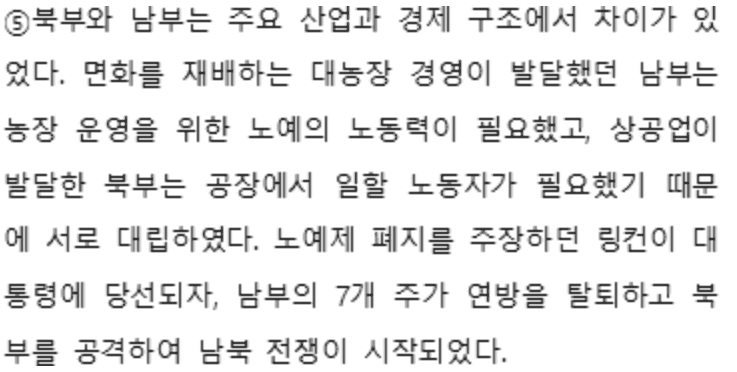 ⑤북부와 남부는 주요 산업과 경제 구조에서 차이가 있
었다. 면화를 재배하는 대농장 경영이 발달했던 남부는
농장 운영을 위한 노예의 노동력이 필요했고, 상공업이
발달한 북부는 공장에서 일할 노동자가 필요했기 때문
에 서로 대립하였다. 노예제 폐지를 주장하던 링컨이 대
통령에 당선되자, 남부의 7개 주가 연방을 탈퇴하고 북
부를 공격하여 남북 전쟁이 시작되었다.